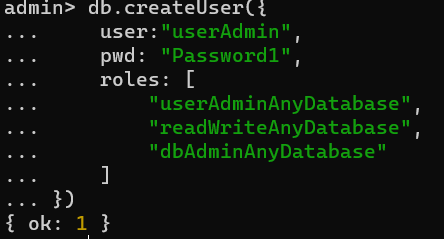 admin> db.createUser({
...     user:"userAdmin",
...     pwd: "Password1",
...     roles: [
...         "userAdminAnyDatabase",
...         "readWriteAnyDatabase",
...         "dbAdminAnyDatabase"
...     ]
... })
{ ok: 1 }